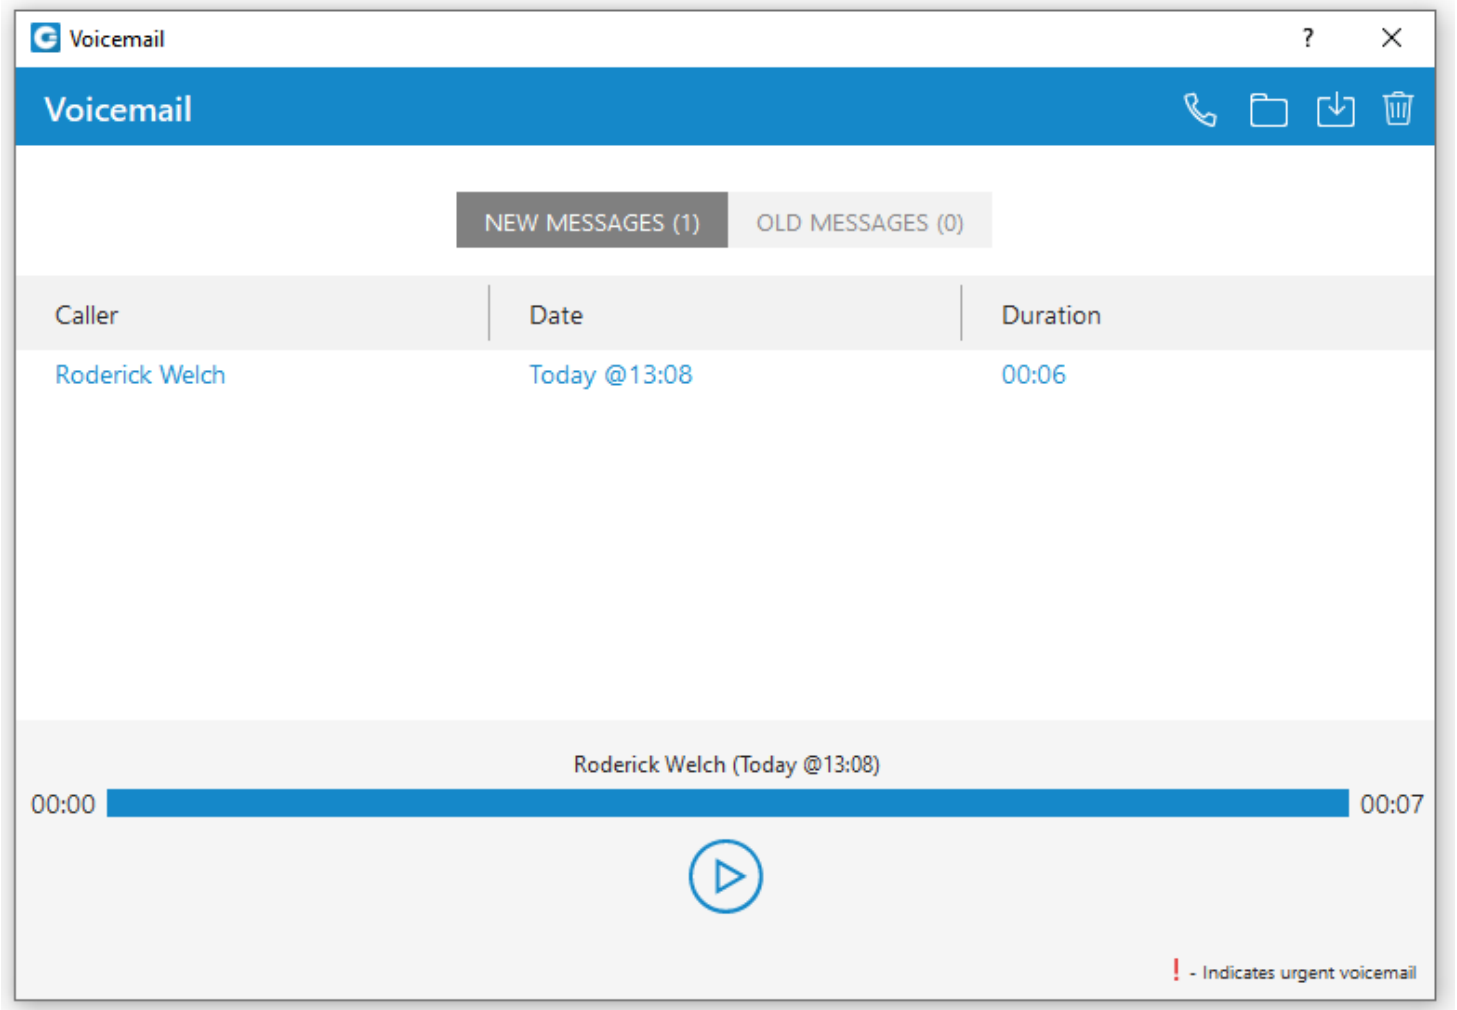 Voicemail
?
Voicemail
NEW MESSAGES (1) OLD MESSAGES (0)
Caller Date Duration
Roderick Welch Today @13:08 00:06
Roderick Welch (Today @13:08)
00:00 00:07
! - Indicates urgent voicemail